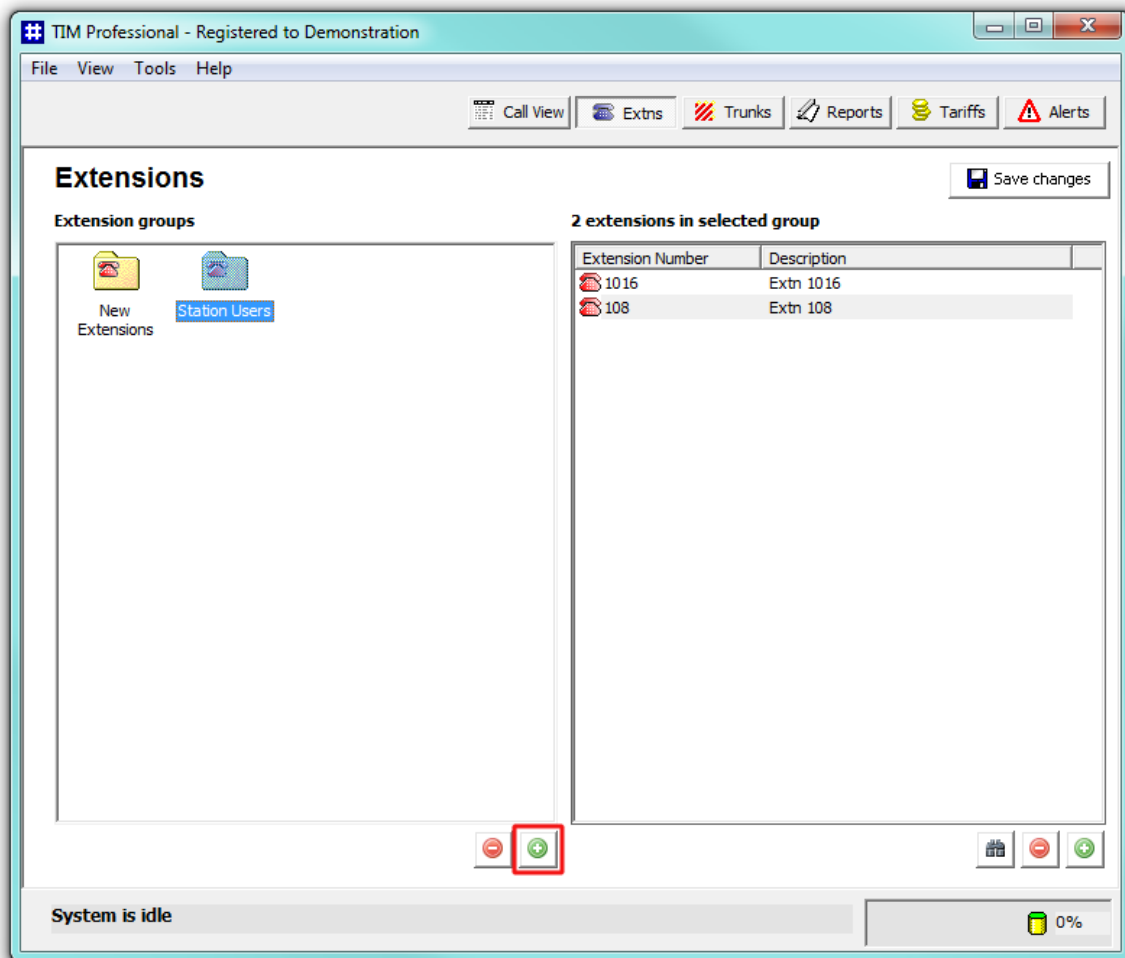 TIM Professional - Registered to Demonstration
File View Tools Help
Call View Extns Trunks Reports Tariffs Alerts
Extensions
Save changes
Extension groups
2 extensions in selected group
New
Extensions
Station Users
Extension Number Description
1016 Extn 1016
108 Extn 108
System is idle
0%